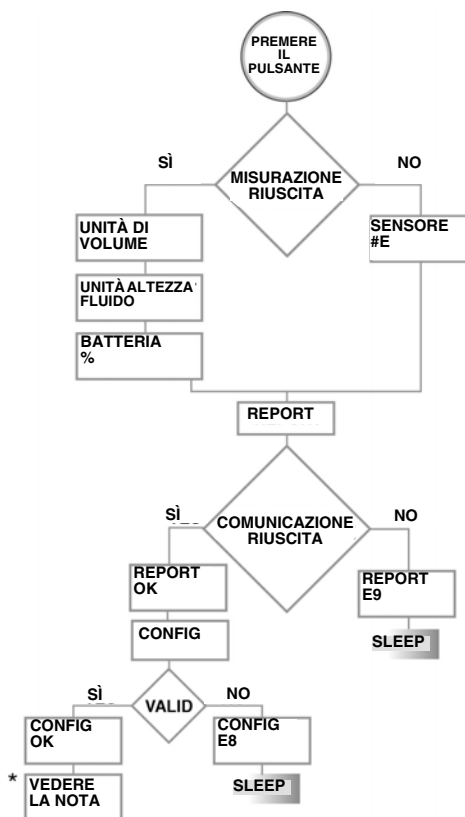 PREMERE
IL
PULSANTE
SÌ
NO
MISURAZIONE
RIUSCITA
UNITÀ DI
VOLUME
SENSORE
#E
UNITÀ ALTEZZA
FLUIDO
BATTERIA
%
REPORT
SÌ
NO
COMUNICAZIONE
RIUSCITA
REPORT
OK
REPORT
E9
CONFIG
SLEEP
SÌ
NO
VALID
CONFIG
OK
CONFIG
E8
*
VEDERE
LA NOTA
SLEEP